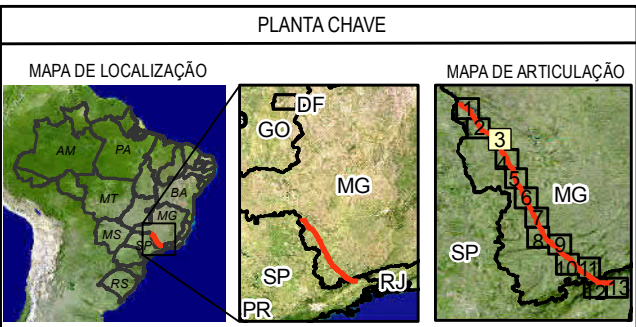 PLANTA CHAVE
MAPA DE LOCALIZAÇÃO
AM
PA
MT
BA
MG
MS
SP
RS
DF
GO
MG
SP
RJ
PR
MAPA DE ARTICULAÇÃO
1
2
3
4
5
6
7
8
9
10
11
12
13
MG
SP